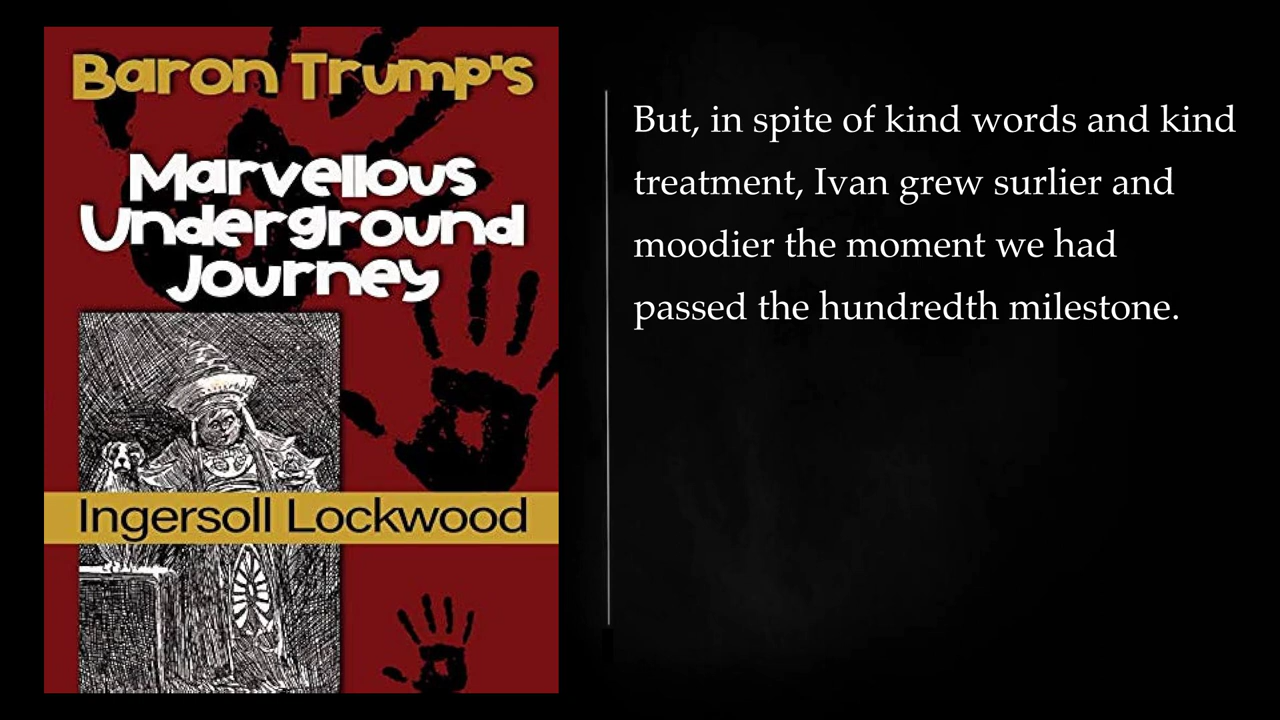 Baron Trump's
Marvellous
Underground
Journey
Ingersoll Lockwood
But, in spite of kind words and kind
treatment, Ivan grew surlier and
moodier the moment we had
passed the hundredth milestone.